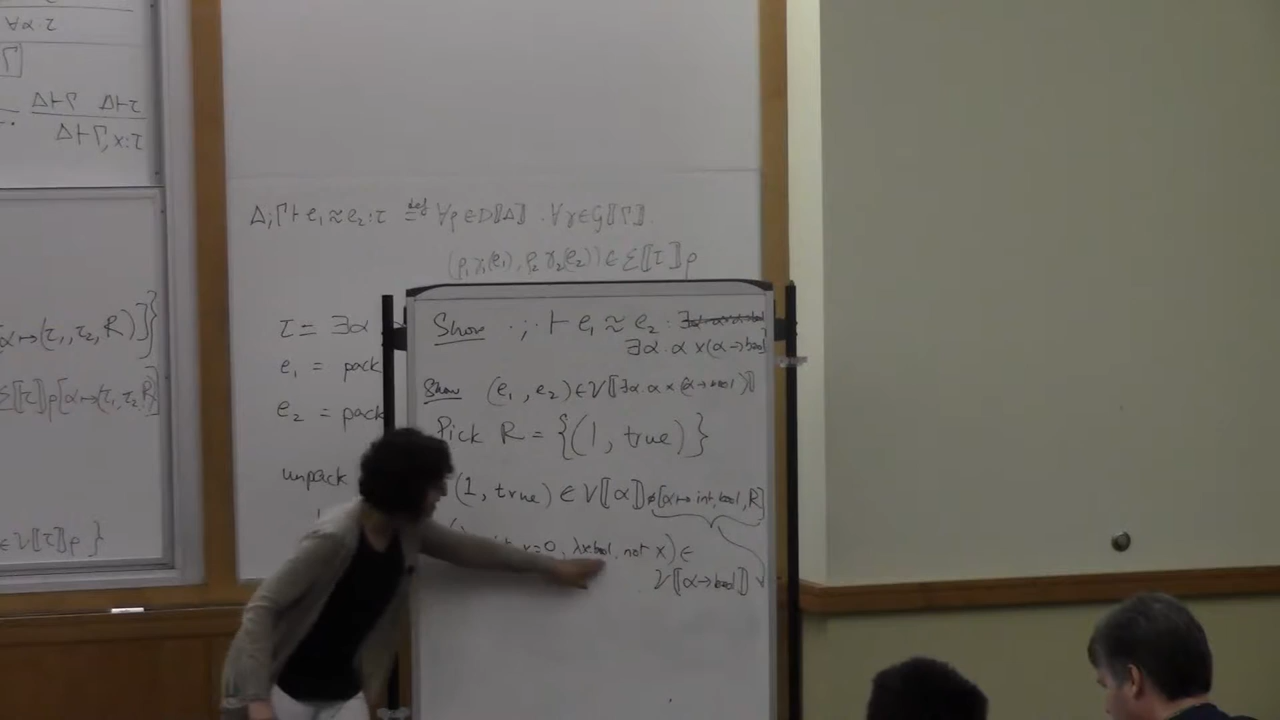 ∀α.τ
Γ
Δ⊢Γ Δ⊢τ
Δ⊢Γ,x:τ
α↦(τ₁,τ₂,R)]}
ℰ⟦τ⟧ρ[α↦(τ₁,τ₂,R)]
∈𝒱⟦τ⟧ρ}
Δ;Γ⊢e₁≈e₂:τ ≝ ∀ρ∈D⟦Δ⟧. ∀γ∈G⟦Γ⟧.
(ρ₁γ₁(e₁), ρ₂γ₂(e₂))∈ℰ⟦τ⟧ρ
τ = ∃α
e₁ = pack
e₂ = pack
unpack
Show ·;·⊢e₁≈e₂:
∃α.α×(α→bool)
Show (e₁,e₂)∈𝒱⟦∃α.α×(α→bool)⟧
Pick R={(1,true)}
(1,true)∈𝒱⟦α⟧∅[α↦int,bool,R]
x=0, λx:bool.not x)∈
𝒱⟦α→bool⟧